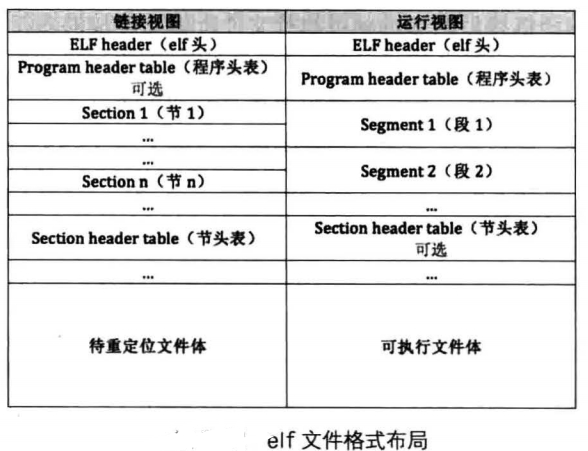 链接视图
运行视图
ELF header（elf 头）
ELF header（elf 头）
Program header table（程序头表）
可选
Program header table（程序头表）
Section 1（节 1）
...
Segment 1（段 1）
...
Section n（节 n）
Segment 2（段 2）
...
...
Section header table（节头表）
Section header table（节头表）
可选
...
...
待重定位文件体
可执行文件体
elf 文件格式布局